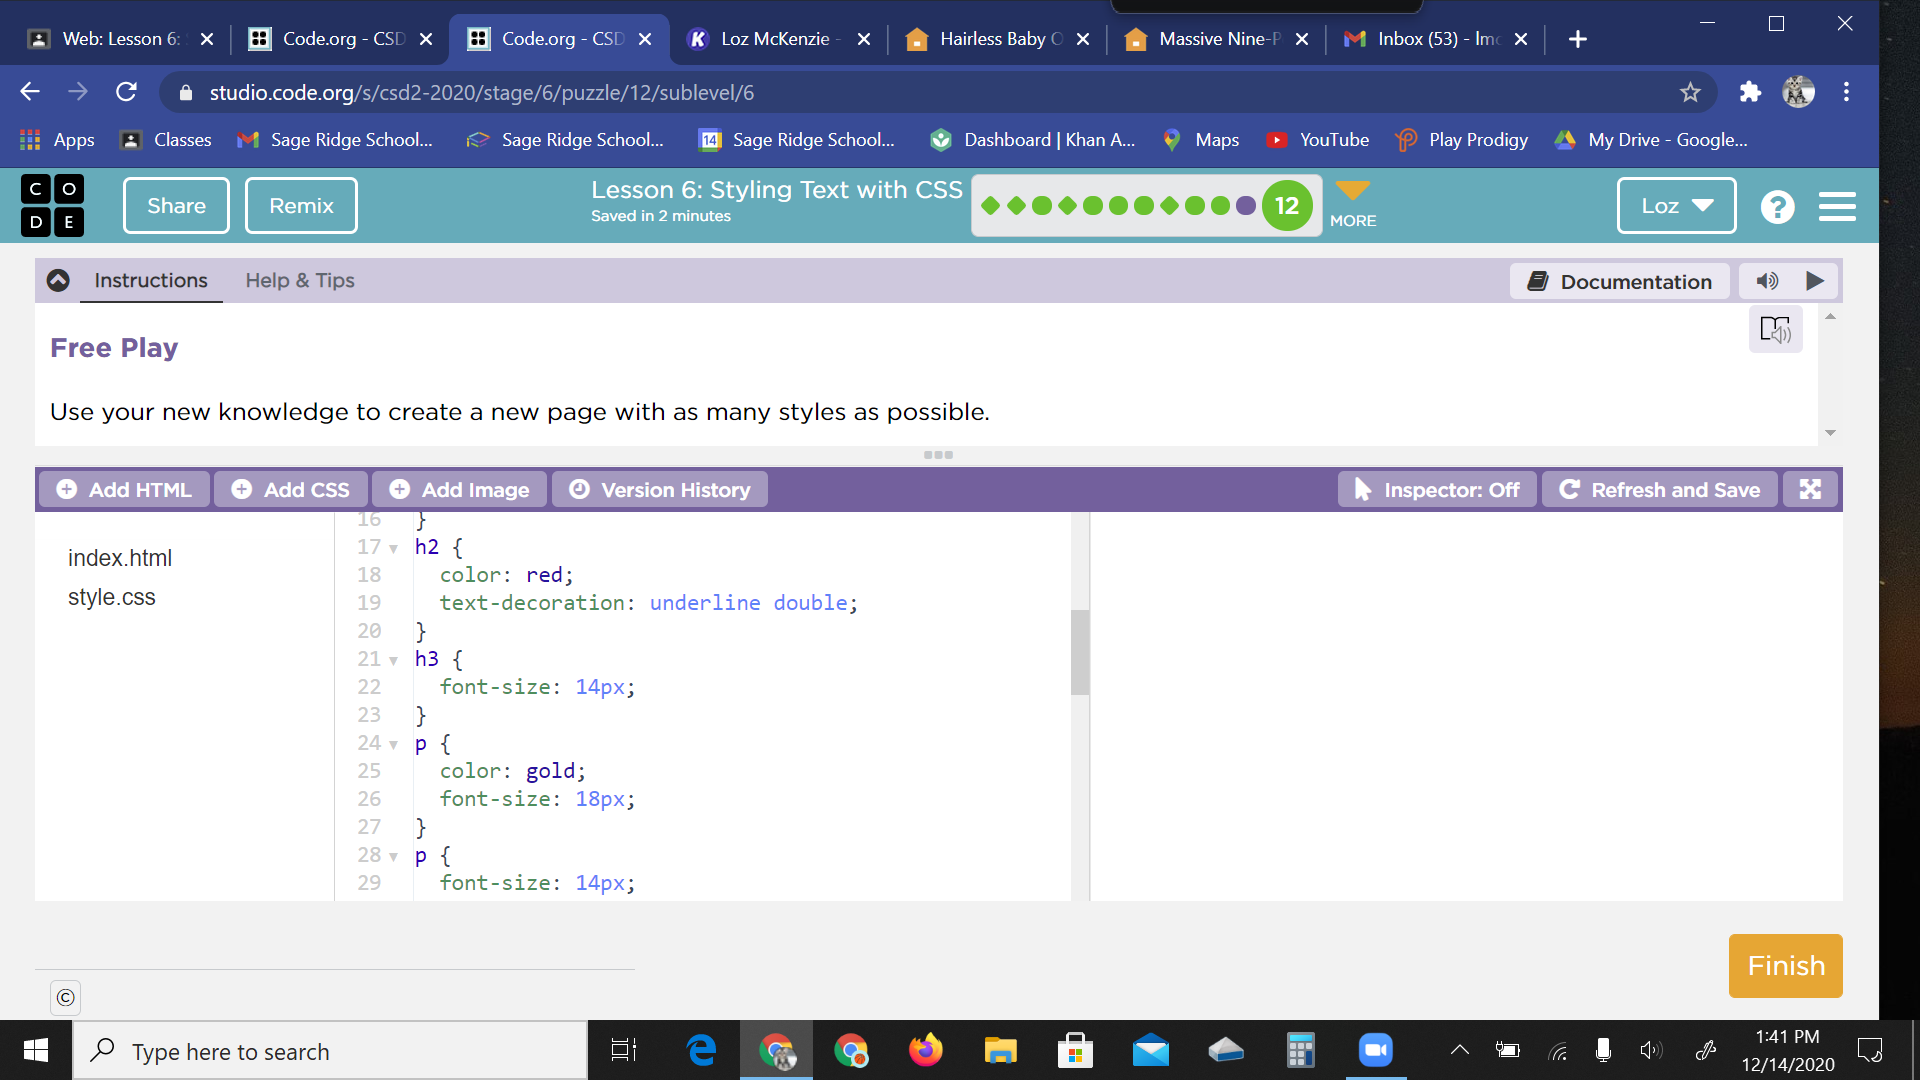 Web: Lesson 6:
Code.org - CSD
Code.org - CSD
Loz McKenzie -
Hairless Baby
Massive Nine-P
Inbox (53) -
studio.code.org/s/csd2-2020/stage/6/puzzle/12/sublevel/6
Apps
Classes
Sage Ridge School...
Sage Ridge School...
14
Sage Ridge School...
Dashboard | Khan A...
Maps
YouTube
Play Prodigy
My Drive - Google...
C O
D E
Share
Remix
Lesson 6: Styling Text with CSS
Saved in 2 minutes
12
MORE
Loz
?
Instructions
Help & Tips
Documentation
Free Play
Use your new knowledge to create a new page with as many styles as possible.
Add HTML
Add CSS
Add Image
Version History
Inspector: Off
Refresh and Save
index.html
style.css
16 }
17 h2 {
18 color: red;
19 text-decoration: underline double;
20 }
21 h3 {
22 font-size: 14px;
23 }
24 p {
25 color: gold;
26 font-size: 18px;
27 }
28 p {
29 font-size: 14px;
Finish
©
Type here to search
1:41 PM
12/14/2020